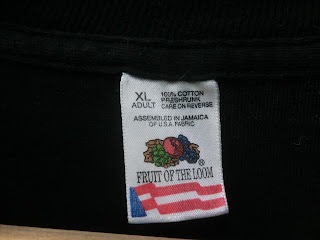 XL
ADULT
100% COTTON
PRESHRUNK
CARE ON REVERSE
ASSEMBLED IN JAMAICA
OF U.S.A. FABRIC
®
FRUIT OF THE LOOM